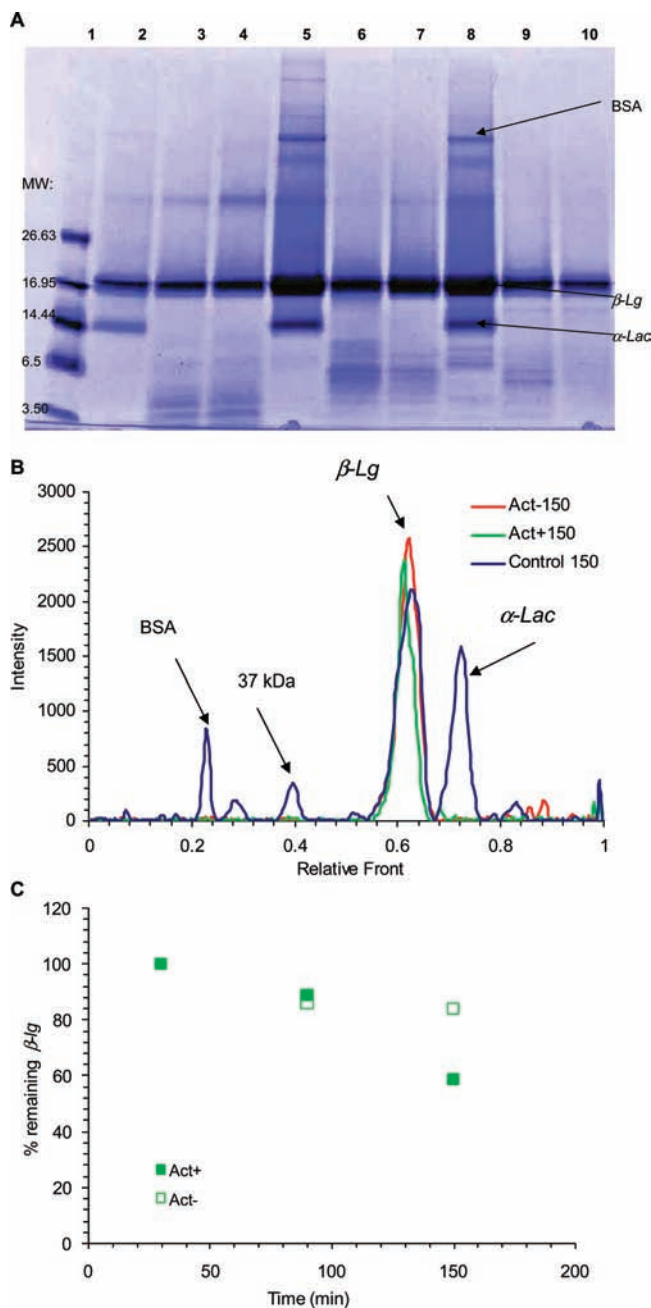 A
1 2 3 4 5 6 7 8 9 10
BSA
MW:
26.63
16.95
β-Lg
14.44
α-Lac
6.5
3.50
B
β-Lg
3000
Act-150
2500
Act+150
Control 150
2000
α-Lac
BSA
Intensity
1500
37 kDa
1000
500
0
0 0.2 0.4 0.6 0.8 1
Relative Front
C
120
100
80
% remaining β-lg
60
40
Act+
20
Act-
0
0 50 100 150 200
Time (min)